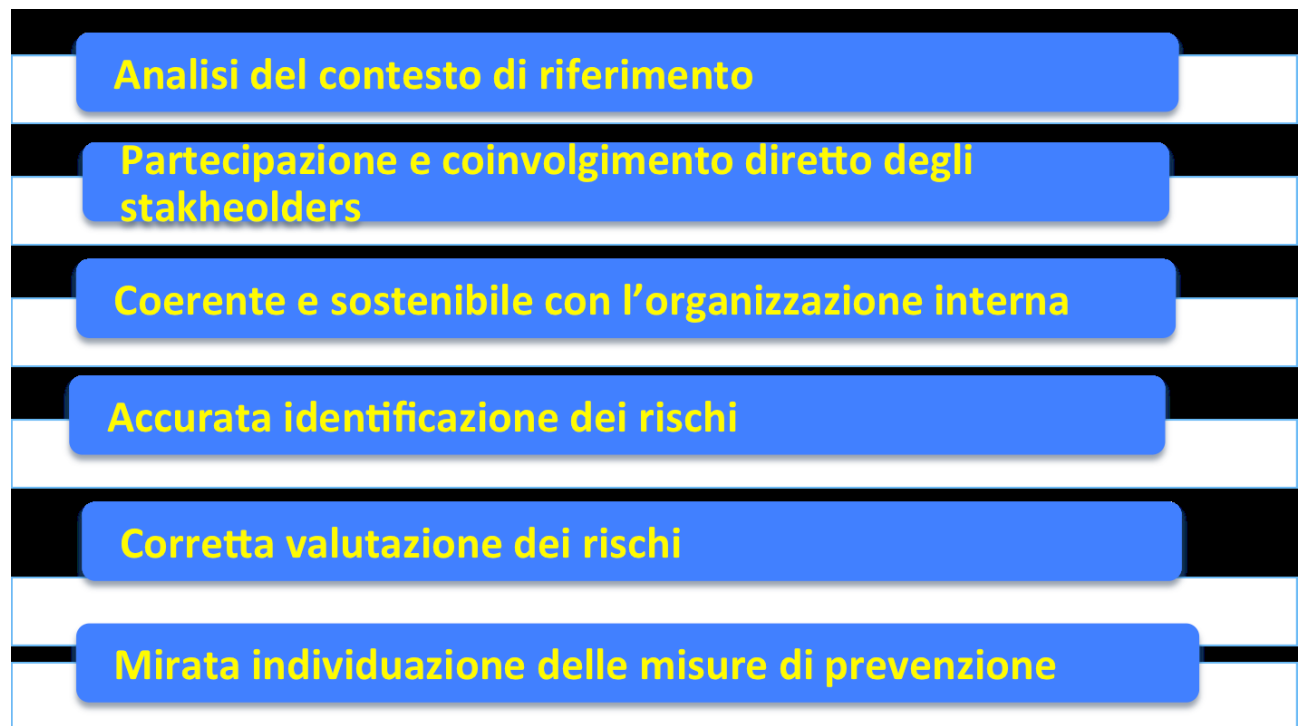 Analisi del contesto di riferimento
Partecipazione e coinvolgimento diretto degli
stakheolders
Coerente e sostenibile con l’organizzazione interna
Accurata identificazione dei rischi
Corretta valutazione dei rischi
Mirata individuazione delle misure di prevenzione